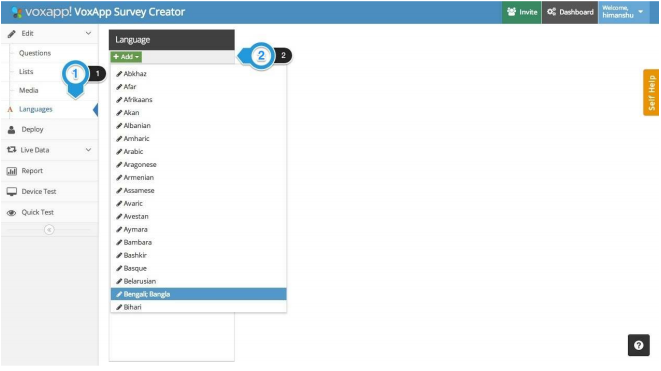 voxapp! VoxApp Survey Creator
Invite
Dashboard
Welcome,
himanshu
Edit
Questions
Lists
Media
A Languages
Deploy
Live Data
Report
Device Test
Quick Test
1
1
Language
+ Add
2
2
Abkhaz
Afar
Afrikaans
Akan
Albanian
Amharic
Arabic
Aragonese
Armenian
Assamese
Avaric
Avestan
Aymara
Bambara
Bashkir
Basque
Belarusian
Bengali; Bangla
Bihari
Self Help
?